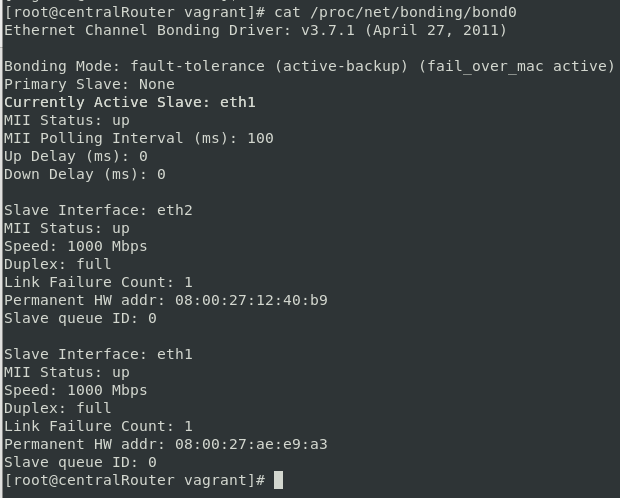 [root@centralRouter vagrant]# cat /proc/net/bonding/bond0
Ethernet Channel Bonding Driver: v3.7.1 (April 27, 2011)
Bonding Mode: fault-tolerance (active-backup) (fail_over_mac active)
Primary Slave: None
Currently Active Slave: eth1
MII Status: up
MII Polling Interval (ms): 100
Up Delay (ms): 0
Down Delay (ms): 0
Slave Interface: eth2
MII Status: up
Speed: 1000 Mbps
Duplex: full
Link Failure Count: 1
Permanent HW addr: 08:00:27:12:40:b9
Slave queue ID: 0
Slave Interface: eth1
MII Status: up
Speed: 1000 Mbps
Duplex: full
Link Failure Count: 1
Permanent HW addr: 08:00:27:ae:e9:a3
Slave queue ID: 0
[root@centralRouter vagrant]#